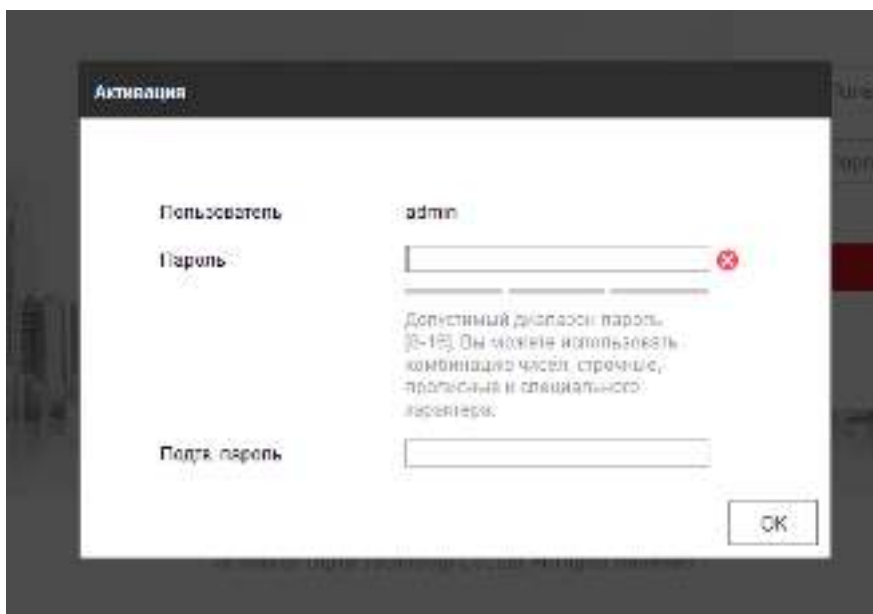 Активация
Пользователь admin
Пароль
Допустимый диапазон пароль
[8-16]. Вы можете использовать
комбинацию чисел, строчные,
прописные и специального
характера.
Подтв. пароль
OK